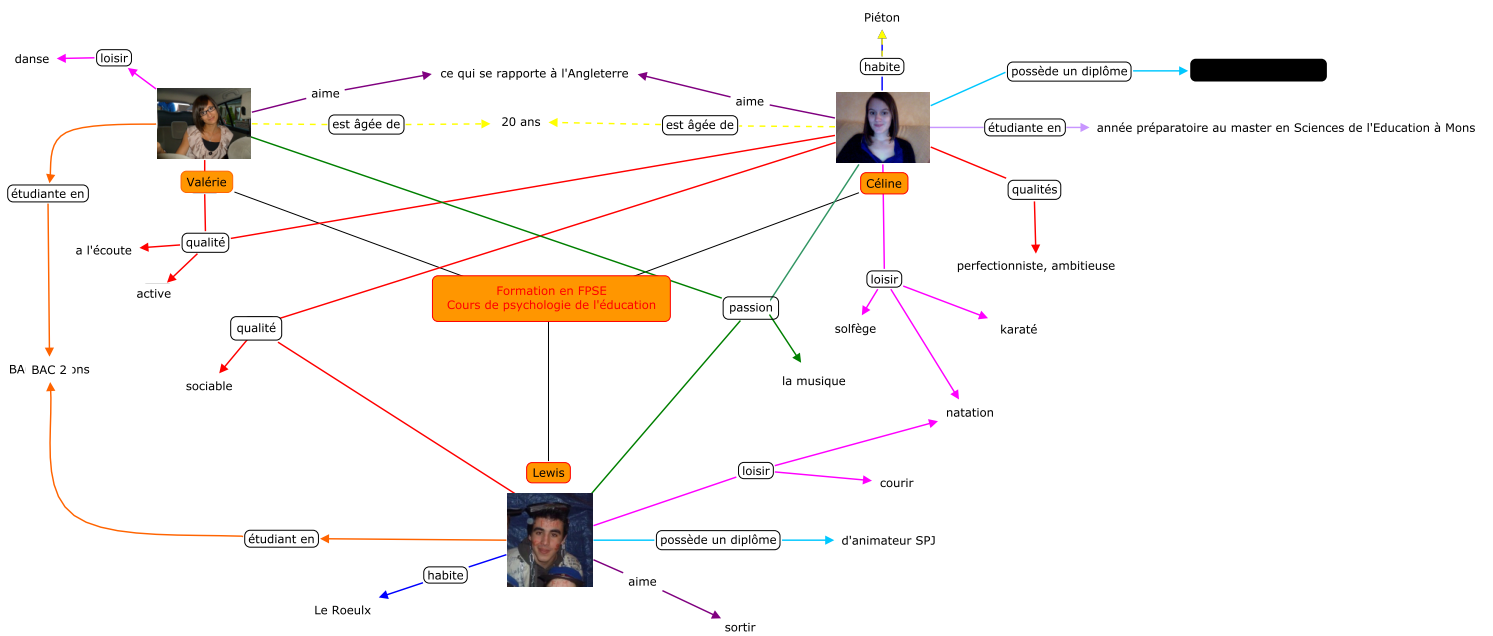 Piéton
danse
loisir
habite
ce qui se rapporte à l'Angleterre
possède un diplôme
aime
aime
est âgée de
20 ans
est âgée de
étudiante en
année préparatoire au master en Sciences de l'Education à Mons
Valérie
Céline
étudiante en
qualités
qualité
a l'écoute
perfectionniste, ambitieuse
active
loisir
Formation en FPSE
Cours de psychologie de l'éducation
passion
qualité
solfège
karaté
BAC 2
la musique
sociable
natation
Lewis
loisir
courir
étudiant en
possède un diplôme
d'animateur SPJ
habite
aime
Le Roeulx
sortir